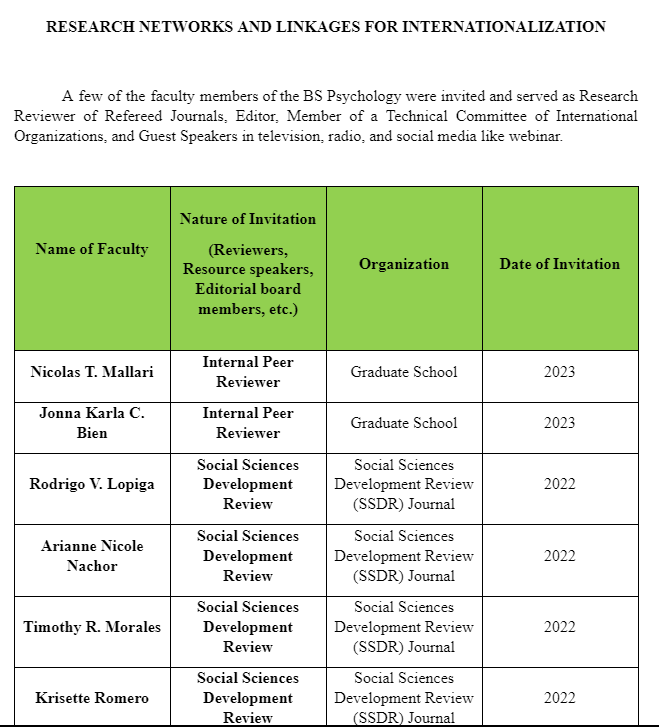 RESEARCH NETWORKS AND LINKAGES FOR INTERNATIONALIZATION
A few of the faculty members of the BS Psychology were invited and served as Research
Reviewer of Refereed Journals, Editor, Member of a Technical Committee of International
Organizations, and Guest Speakers in television, radio, and social media like webinar.
Name of Faculty
Nature of Invitation
(Reviewers,
Resource speakers,
Editorial board
members, etc.)
Organization
Date of Invitation
Nicolas T. Mallari
Internal Peer
Reviewer
Graduate School
2023
Jonna Karla C.
Bien
Internal Peer
Reviewer
Graduate School
2023
Rodrigo V. Lopiga
Social Sciences
Development
Review
Social Sciences
Development Review
(SSDR) Journal
2022
Arianne Nicole
Nachor
Social Sciences
Development
Review
Social Sciences
Development Review
(SSDR) Journal
2022
Timothy R. Morales
Social Sciences
Development
Review
Social Sciences
Development Review
(SSDR) Journal
2022
Krisette Romero
Social Sciences
Development
Review
Social Sciences
Development Review
(SSDR) Journal
2022